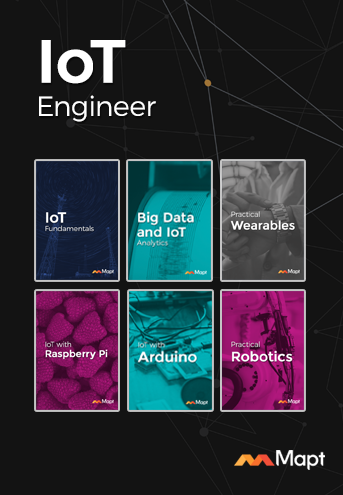 IoT
Engineer
IoT
Fundamentals
Mapt
Big Data
and IoT
Analytics
Mapt
Practical
Wearables
Mapt
IoT with
Raspberry Pi
Mapt
IoT with
Arduino
Mapt
Practical
Robotics
Mapt
Mapt